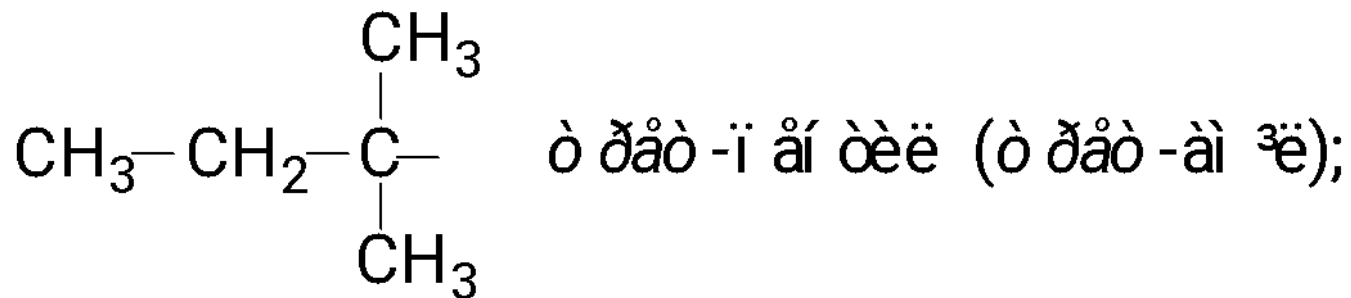 CH₃
CH₃—CH₂—C— ò ðåò-ï åí òèë (ò ðåò-àì ³ë);
CH₃